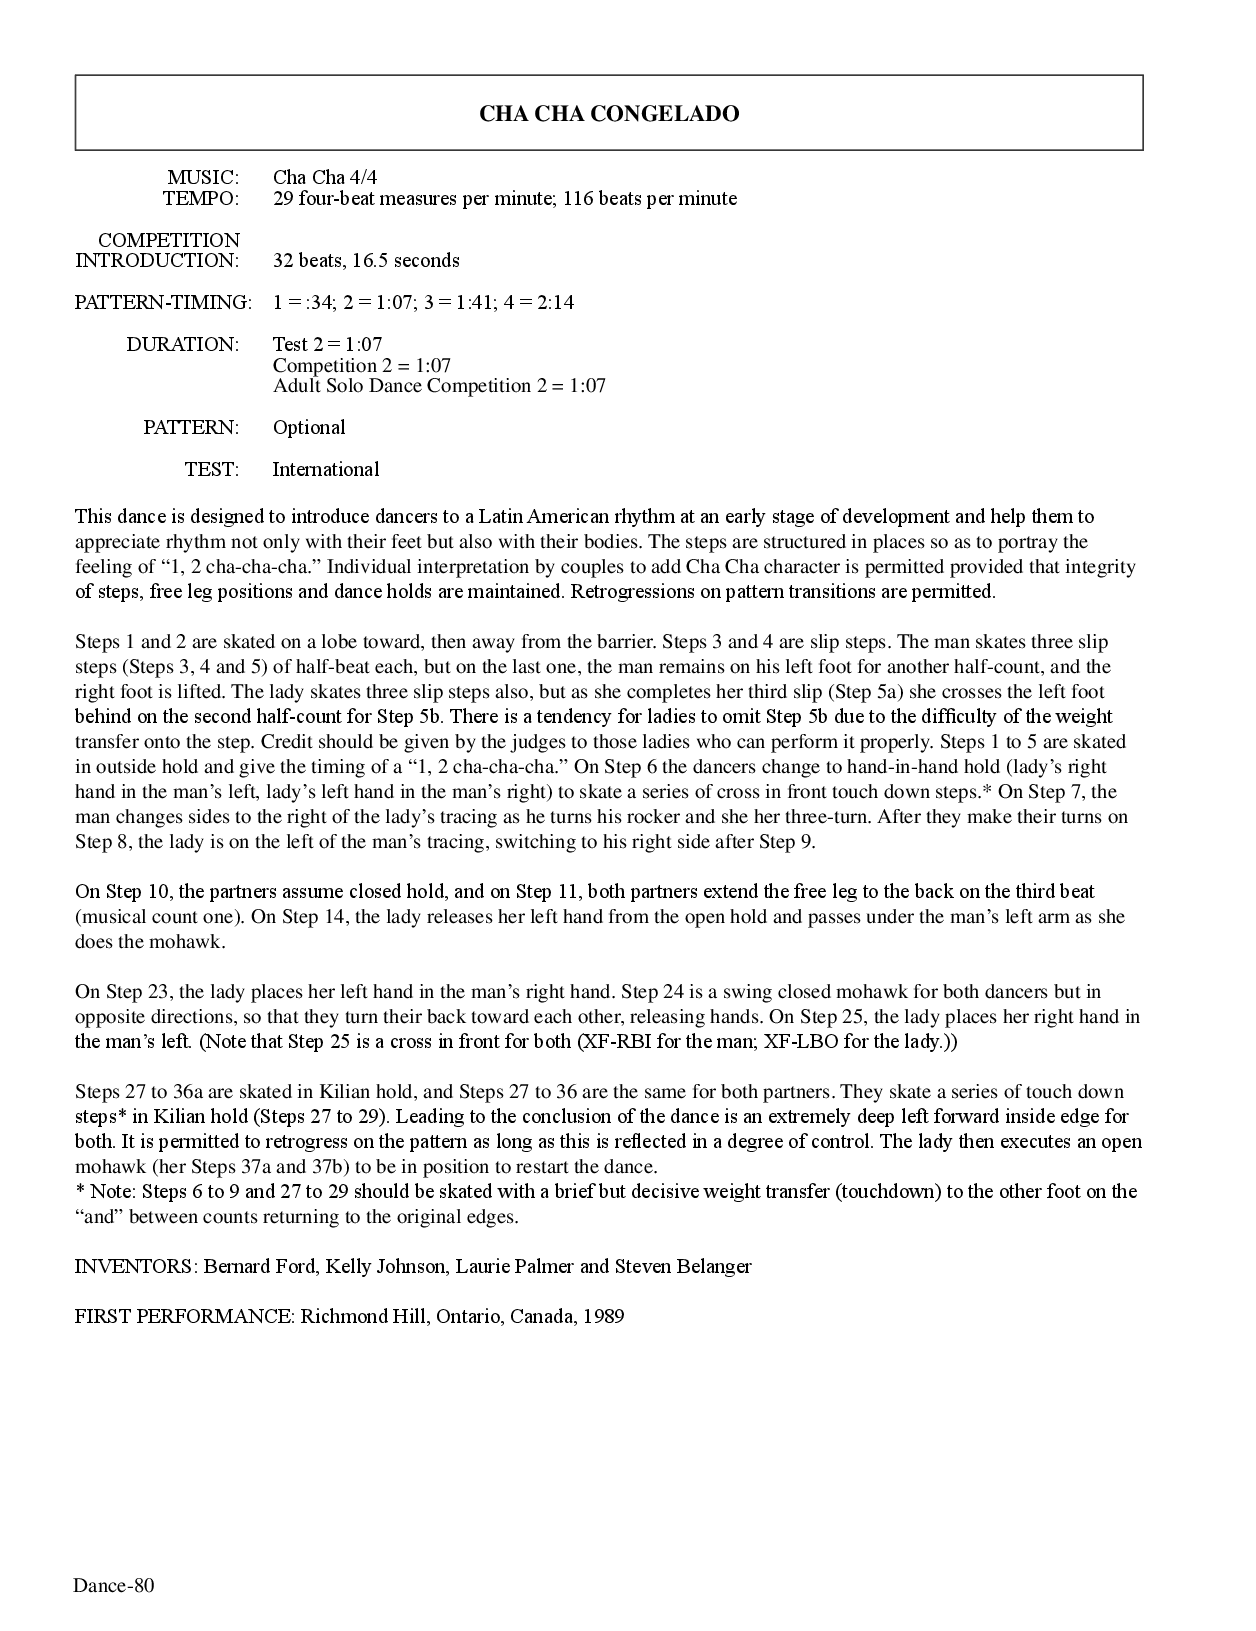 CHA CHA CONGELADO
MUSIC: Cha Cha 4/4
TEMPO: 29 four-beat measures per minute; 116 beats per minute
COMPETITION
INTRODUCTION: 32 beats, 16.5 seconds
PATTERN-TIMING: 1 = :34; 2 = 1:07; 3 = 1:41; 4 = 2:14
DURATION: Test 2 = 1:07
Competition 2 = 1:07
Adult Solo Dance Competition 2 = 1:07
PATTERN: Optional
TEST: International
This dance is designed to introduce dancers to a Latin American rhythm at an early stage of development and help them to
appreciate rhythm not only with their feet but also with their bodies. The steps are structured in places so as to portray the
feeling of “1, 2 cha-cha-cha.” Individual interpretation by couples to add Cha Cha character is permitted provided that integrity
of steps, free leg positions and dance holds are maintained. Retrogressions on pattern transitions are permitted.
Steps 1 and 2 are skated on a lobe toward, then away from the barrier. Steps 3 and 4 are slip steps. The man skates three slip
steps (Steps 3, 4 and 5) of half-beat each, but on the last one, the man remains on his left foot for another half-count, and the
right foot is lifted. The lady skates three slip steps also, but as she completes her third slip (Step 5a) she crosses the left foot
behind on the second half-count for Step 5b. There is a tendency for ladies to omit Step 5b due to the difficulty of the weight
transfer onto the step. Credit should be given by the judges to those ladies who can perform it properly. Steps 1 to 5 are skated
in outside hold and give the timing of a “1, 2 cha-cha-cha.” On Step 6 the dancers change to hand-in-hand hold (lady’s right
hand in the man’s left, lady’s left hand in the man’s right) to skate a series of cross in front touch down steps.* On Step 7, the
man changes sides to the right of the lady’s tracing as he turns his rocker and she her three-turn. After they make their turns on
Step 8, the lady is on the left of the man’s tracing, switching to his right side after Step 9.
On Step 10, the partners assume closed hold, and on Step 11, both partners extend the free leg to the back on the third beat
(musical count one). On Step 14, the lady releases her left hand from the open hold and passes under the man’s left arm as she
does the mohawk.
On Step 23, the lady places her left hand in the man’s right hand. Step 24 is a swing closed mohawk for both dancers but in
opposite directions, so that they turn their back toward each other, releasing hands. On Step 25, the lady places her right hand in
the man’s left. (Note that Step 25 is a cross in front for both (XF-RBI for the man; XF-LBO for the lady.))
Steps 27 to 36a are skated in Kilian hold, and Steps 27 to 36 are the same for both partners. They skate a series of touch down
steps* in Kilian hold (Steps 27 to 29). Leading to the conclusion of the dance is an extremely deep left forward inside edge for
both. It is permitted to retrogress on the pattern as long as this is reflected in a degree of control. The lady then executes an open
mohawk (her Steps 37a and 37b) to be in position to restart the dance.
* Note: Steps 6 to 9 and 27 to 29 should be skated with a brief but decisive weight transfer (touchdown) to the other foot on the
“and” between counts returning to the original edges.
INVENTORS: Bernard Ford, Kelly Johnson, Laurie Palmer and Steven Belanger
FIRST PERFORMANCE: Richmond Hill, Ontario, Canada, 1989
Dance-80